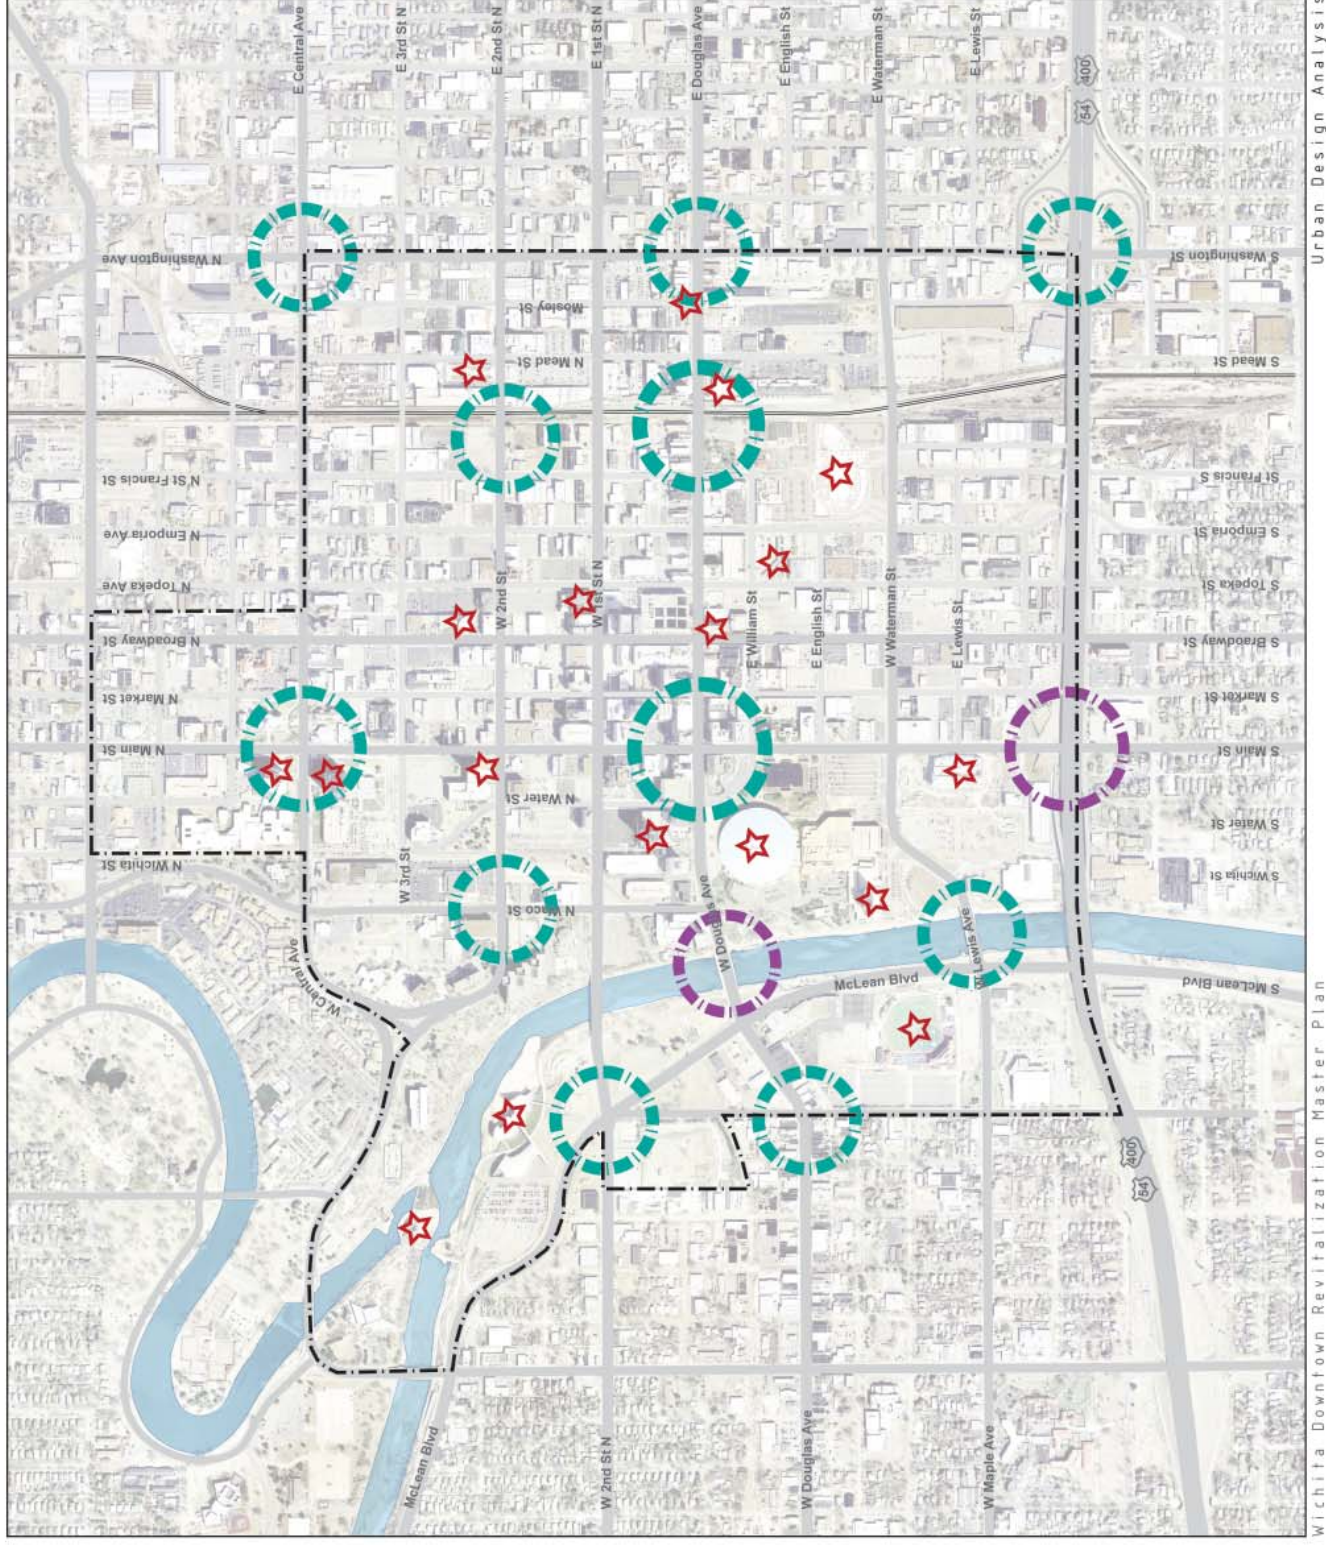 E Central Ave
E 3rd St N
E 2nd St N
E 1st St N
E Douglas Ave
E English St
E Waterman St
E Lewis St
400
54
N Washington Ave
S Washington St
Mosley St
N Mead St
S Mead St
N St Francis St
St Francis S
N Emporia Ave
S Emporia St
N Topeka Ave
S Topeka St
W 2nd St
W 1st St N
E William St
E English St
W Waterman St
E Lewis St
N Broadway St
S Braodway St
N Market St
S Market St
N Main St
S Main St
N Water St
S Water St
N Wichita St
S Wichita St
W 3rd St
N Waco St
W Douglas Ave
W Lewis Ave
W Central Ave
McLean Blvd
S McLean Blvd
400
54
McLean Blvd
W 2nd St N
W Douglas Ave
W Maple Ave
Wichita Downtown Revitalization Master Plan
Urban Design Analysis